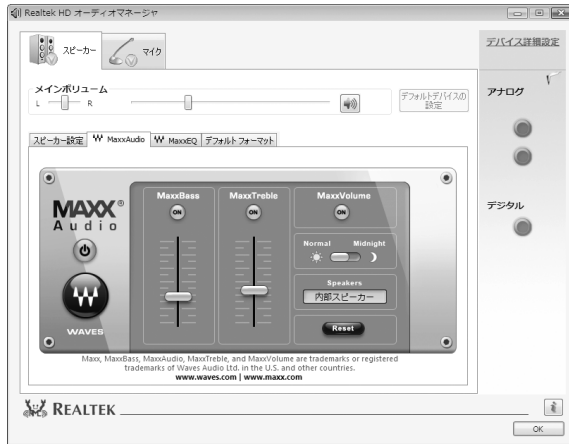 Realtek HD オーディオマネージャ
スピーカー
マイク
デバイス詳細設定
メインボリューム
L
R
デフォルトデバイスの
設定
アナログ
スピーカー設定
MaxxAudio
MaxxEQ
デフォルト フォーマット
MAXX®
Audio
WAVES
MaxxBass
ON
MaxxTreble
ON
MaxxVolume
ON
Normal
Midnight
Speakers
内部スピーカー
Reset
デジタル
Maxx, MaxxBass, MaxxAudio, MaxxTreble, and MaxxVolume are trademarks or registered
trademarks of Waves Audio Ltd. in the U.S. and other countries.
www.waves.com | www.maxx.com
REALTEK
OK